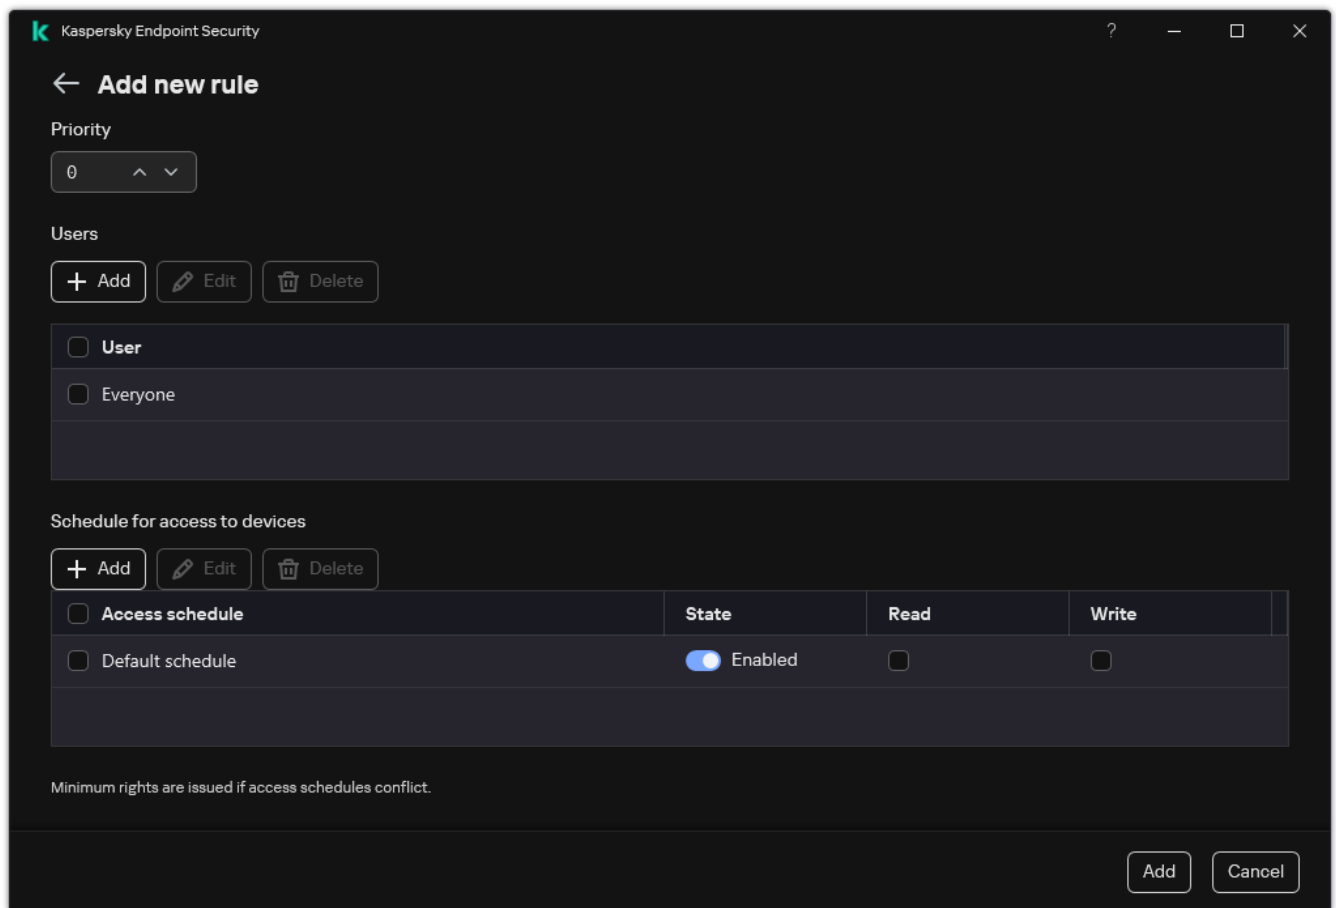 Kaspersky Endpoint Security ?
Add new rule
Priority
0
Users
Add Edit Delete
User
Everyone
Schedule for access to devices
Add Edit Delete
Access schedule State Read Write
Default schedule Enabled
Minimum rights are issued if access schedules conflict.
Add Cancel